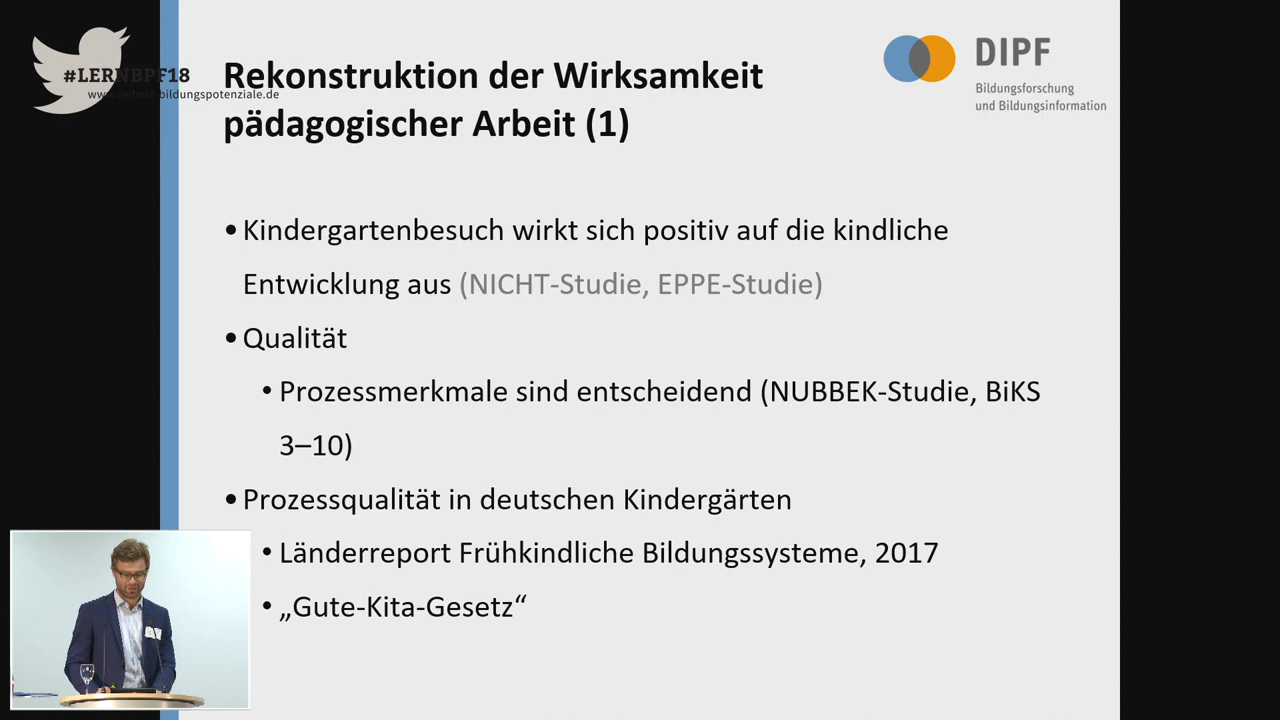 #LERNBPF18
www.leibniz-bildungspotenziale.de
DIPF
Bildungsforschung
und Bildungsinformation
Rekonstruktion der Wirksamkeit
pädagogischer Arbeit (1)
• Kindergartenbesuch wirkt sich positiv auf die kindliche
Entwicklung aus (NICHT-Studie, EPPE-Studie)
• Qualität
• Prozessmerkmale sind entscheidend (NUBBEK-Studie, BiKS
3–10)
• Prozessqualität in deutschen Kindergärten
• Länderreport Frühkindliche Bildungssysteme, 2017
• „Gute-Kita-Gesetz“